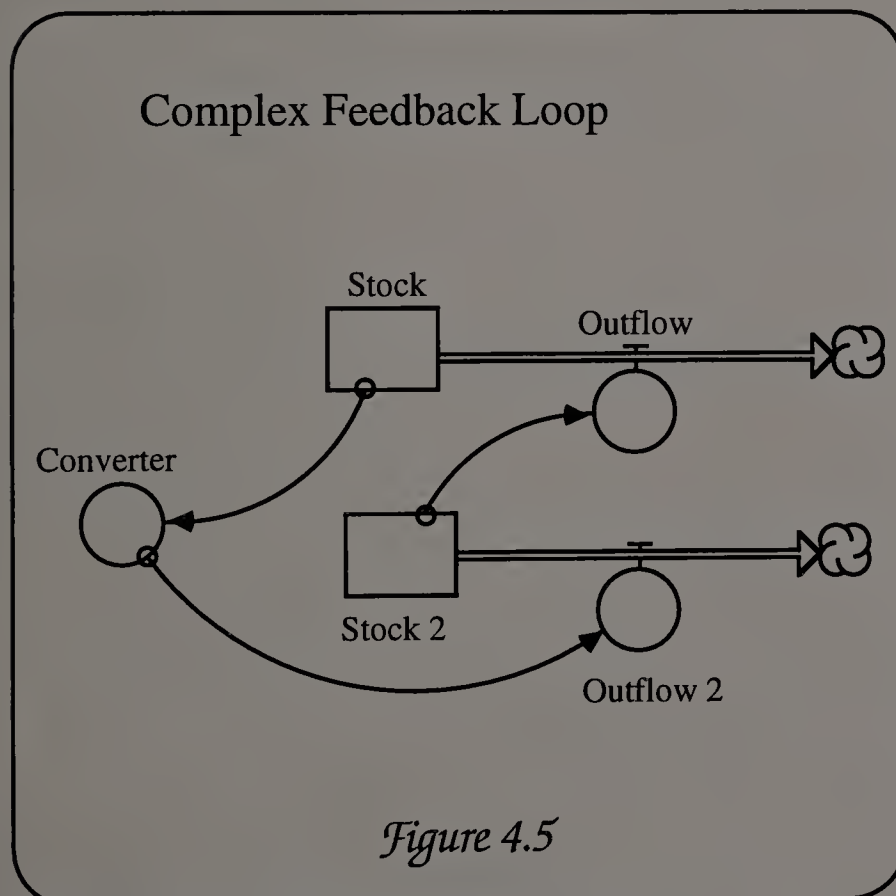 Complex Feedback Loop
Stock
Outflow
Converter
Stock 2
Outflow 2
Figure 4.5